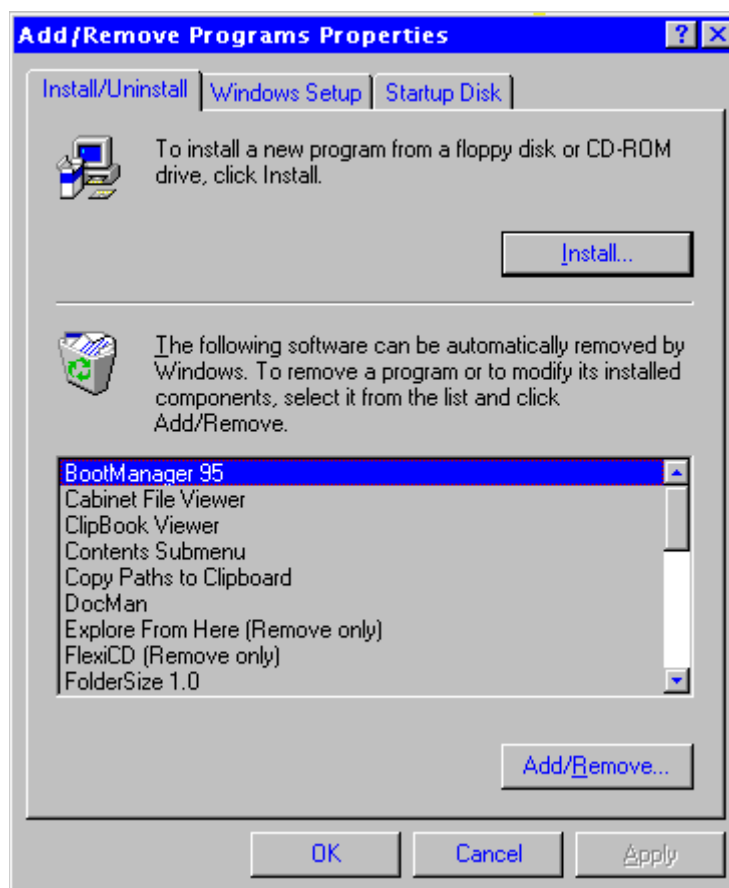 Add/Remove Programs Properties
Install/Uninstall
Windows Setup
Startup Disk
To install a new program from a floppy disk or CD-ROM
drive, click Install.
Install...
The following software can be automatically removed by
Windows. To remove a program or to modify its installed
components, select it from the list and click
Add/Remove.
BootManager 95
Cabinet File Viewer
ClipBook Viewer
Contents Submenu
Copy Paths to Clipboard
DocMan
Explore From Here (Remove only)
FlexiCD (Remove only)
FolderSize 1.0
Add/Remove...
OK
Cancel
Apply